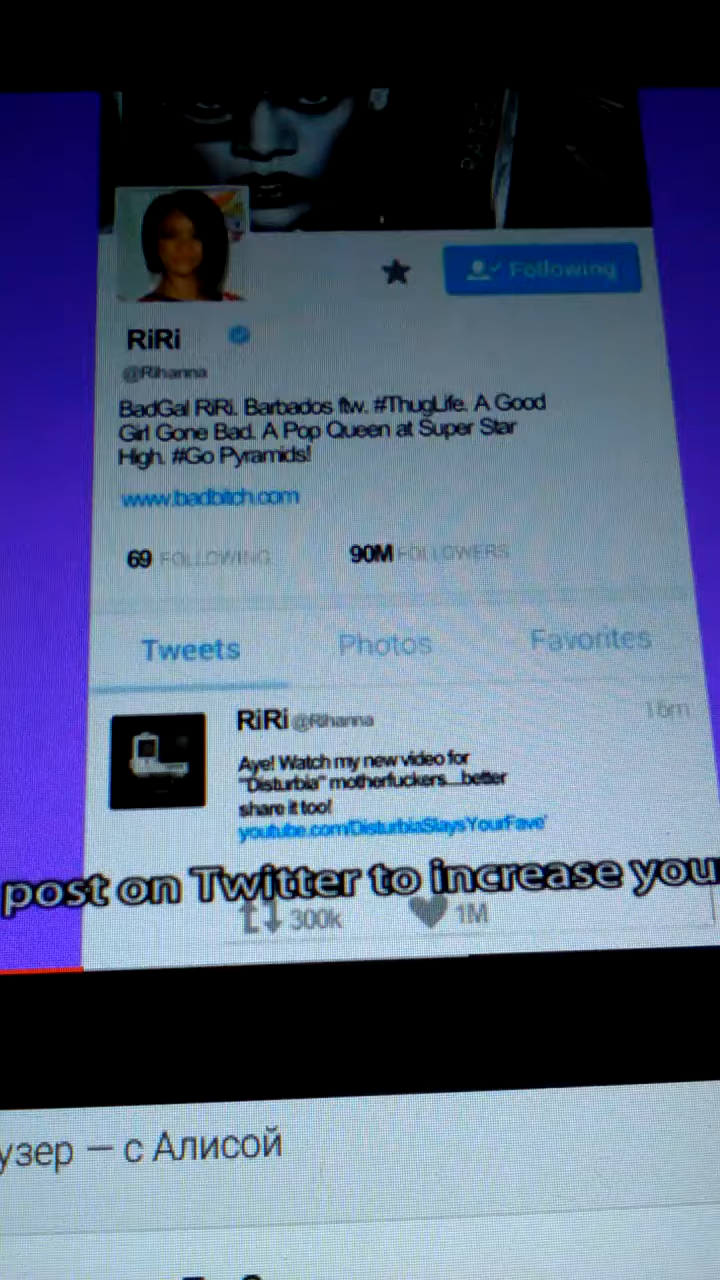 Following
RiRi
@Rihanna
BadGal RiRi. Barbados ftw. #ThugLife. A Good
Girl Gone Bad. A Pop Queen at Super Star
High. #Go Pyramids!
www.badbitch.com
69 FOLLOWING 90M FOLLOWERS
Tweets Photos Favorites
RiRi @Rihanna 16m
Aye! Watch my new video for
"Disturbia" motherfuckers....better
share it too!
youtube.com/DisturbiaSlaysYourFave'
post on Twitter to increase you
300k 1M
узер — с Алисой